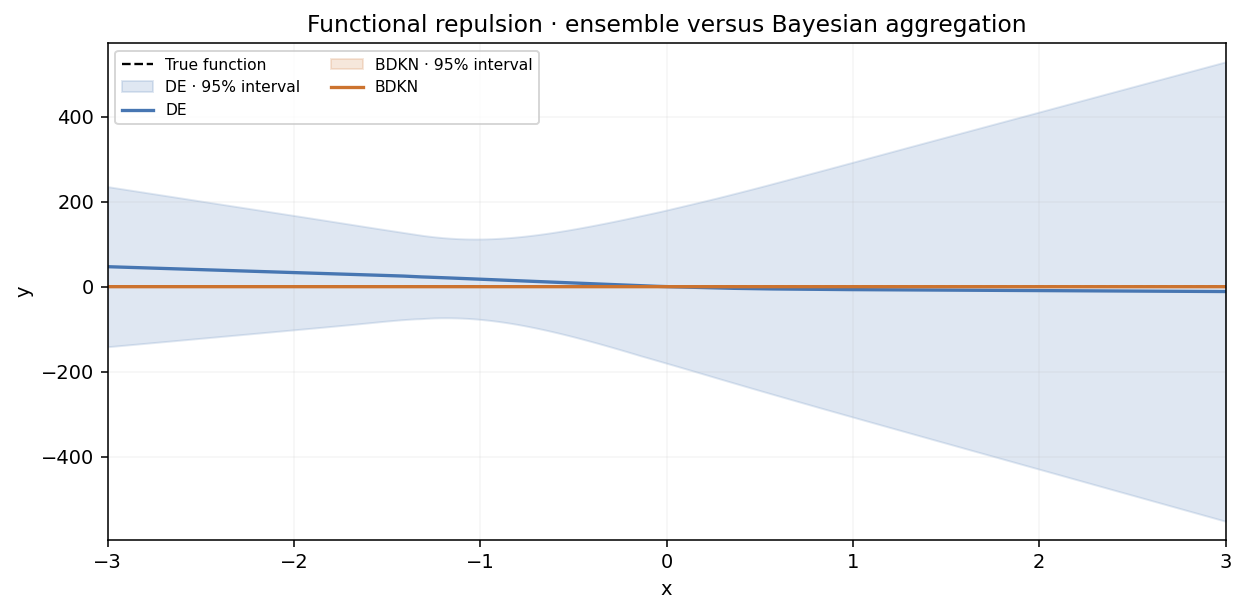 Functional repulsion · ensemble versus Bayesian aggregation
True function
DE · 95% interval
DE
BDKN · 95% interval
BDKN
400
200
0
−200
−400
y
−3
−2
−1
0
1
2
3
x